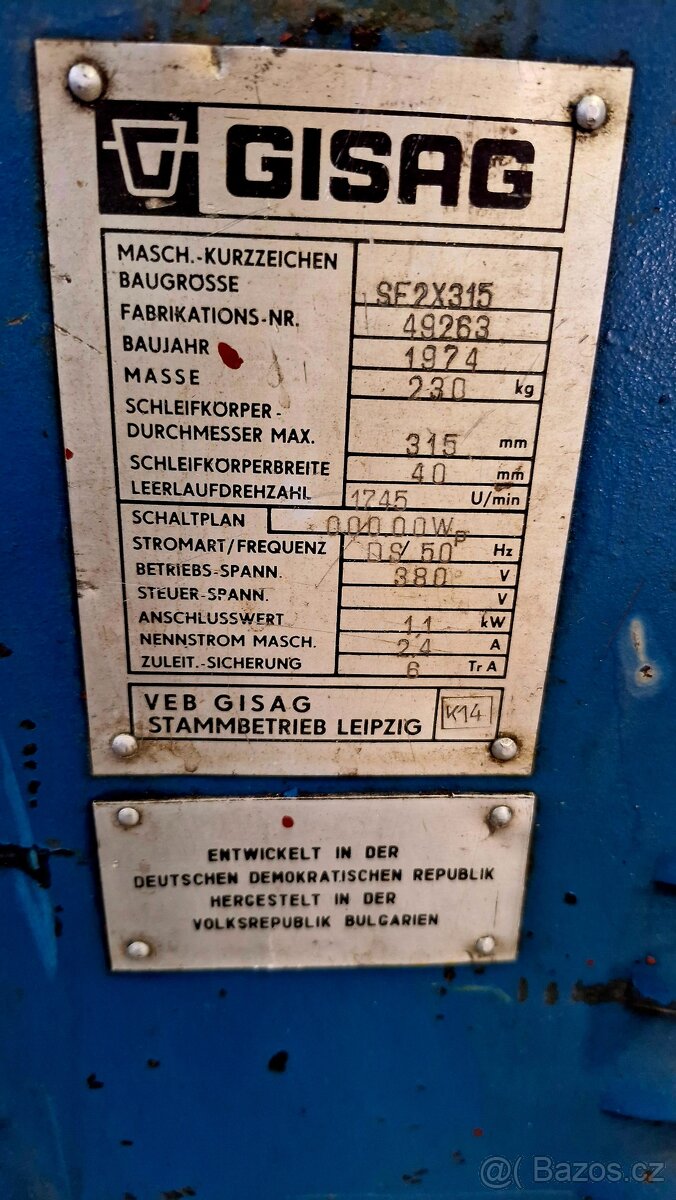 GISAG
MASCH.-KURZZEICHEN
BAUGRÖSSE SF2X315
FABRIKATIONS-NR. 49263
BAUJAHR 1974
MASSE 230 kg
SCHLEIFKÖRPER-
DURCHMESSER MAX. 315 mm
SCHLEIFKÖRPERBREITE 40 mm
LEERLAUFDREHZAHL 1745 U/min
SCHALTPLAN 00000Wp
STROMART/FREQUENZ DS/50 Hz
BETRIEBS-SPANN. 380 V
STEUER-SPANN. V
ANSCHLUSSWERT 1,1 kW
NENNSTROM MASCH. 2,4 A
ZULEIT.-SICHERUNG 6 Tr A
VEB GISAG
STAMMBETRIEB LEIPZIG K14
ENTWICKELT IN DER
DEUTSCHEN DEMOKRATISCHEN REPUBLIK
HERGESTELT IN DER
VOLKSREPUBLIK BULGARIEN
@( Bazos.cz